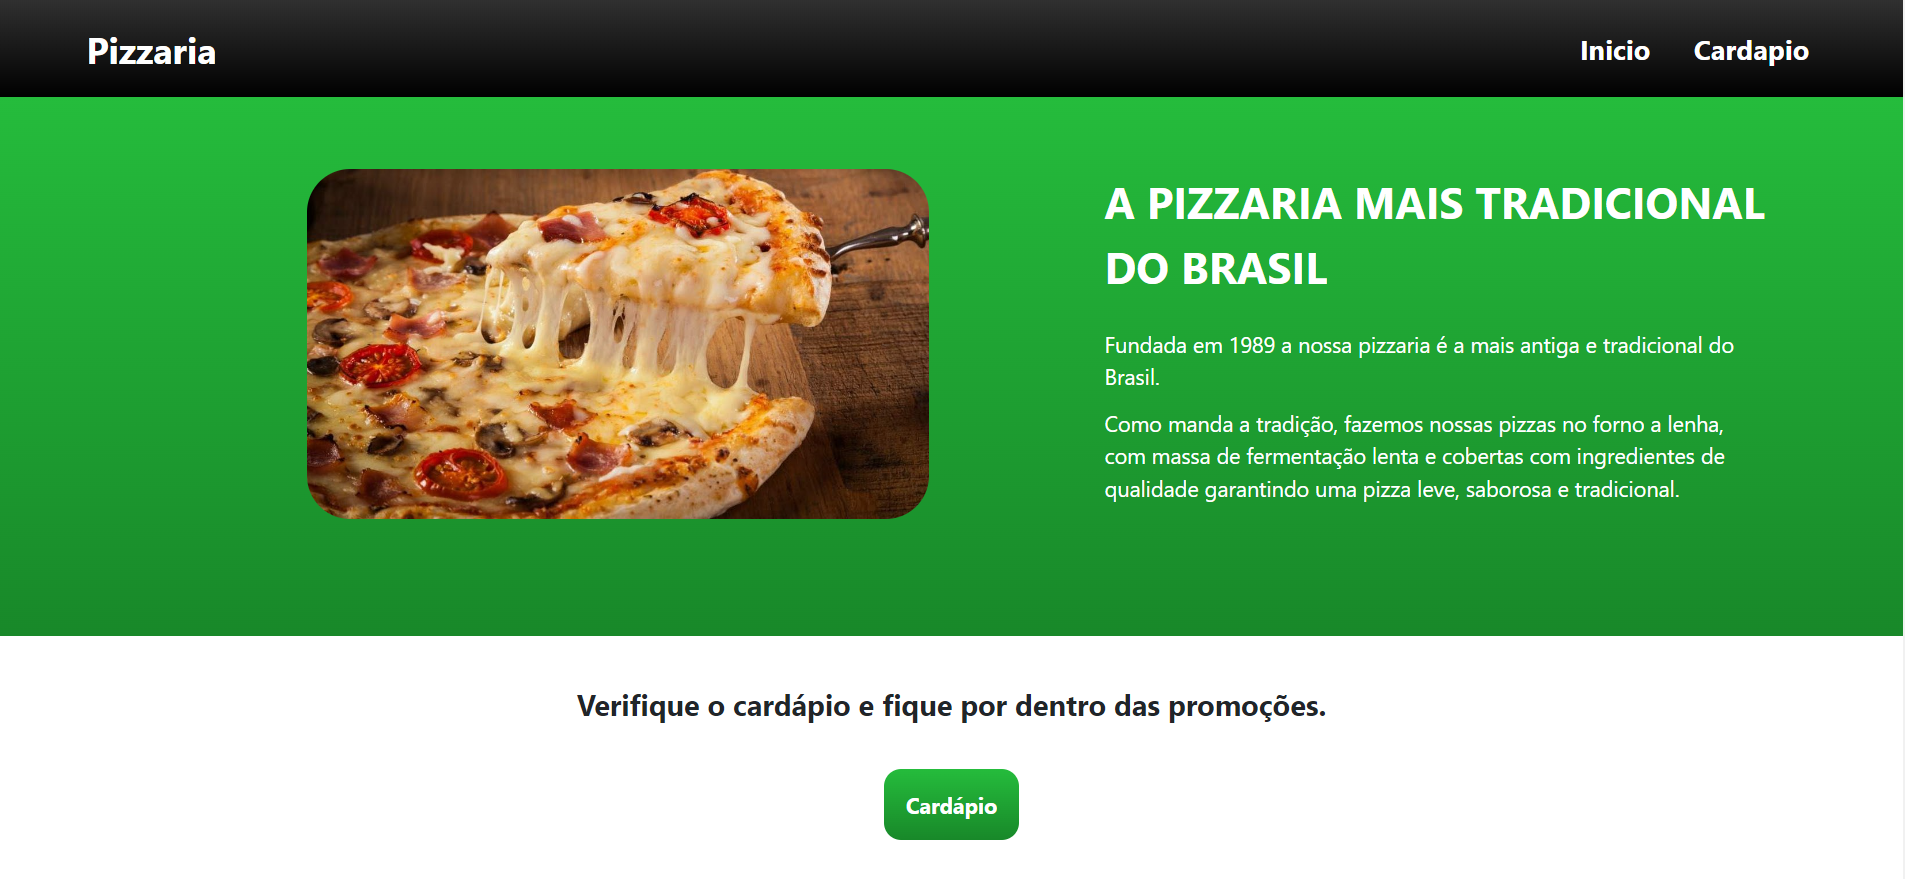 Pizzaria
Inicio
Cardapio
A PIZZARIA MAIS TRADICIONAL
DO BRASIL
Fundada em 1989 a nossa pizzaria é a mais antiga e tradicional do
Brasil.
Como manda a tradição, fazemos nossas pizzas no forno a lenha,
com massa de fermentação lenta e cobertas com ingredientes de
qualidade garantindo uma pizza leve, saborosa e tradicional.
Verifique o cardápio e fique por dentro das promoções.
Cardápio